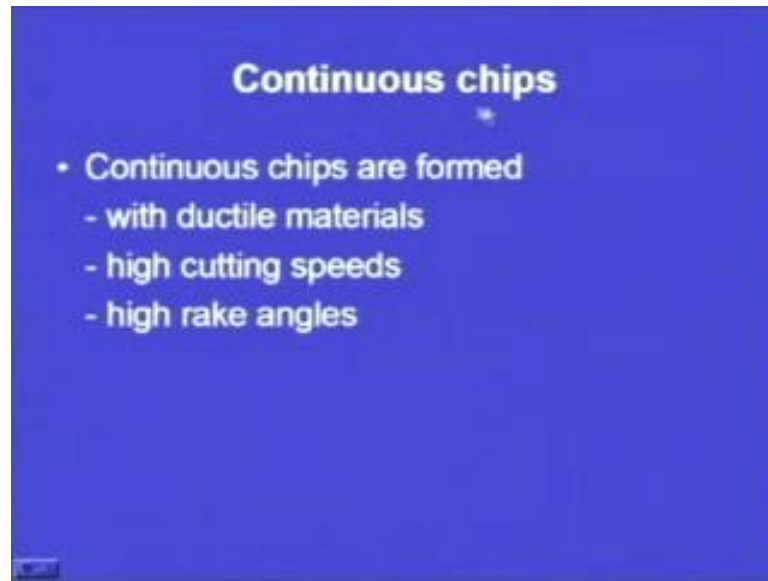 Continuous chips
• Continuous chips are formed
- with ductile materials
- high cutting speeds
- high rake angles